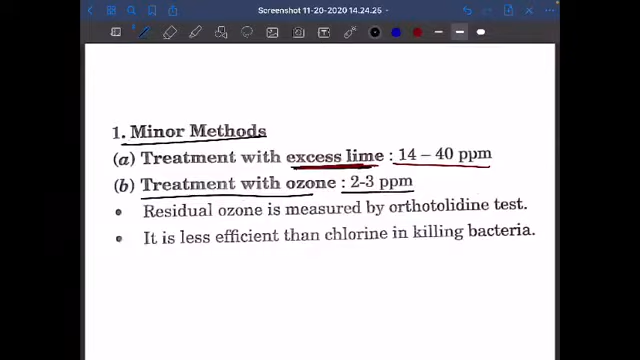 Screenshot 11-20-2020 14.24.25
1. Minor Methods
(a) Treatment with excess lime : 14 – 40 ppm
(b) Treatment with ozone : 2-3 ppm
• Residual ozone is measured by orthotolidine test.
• It is less efficient than chlorine in killing bacteria.